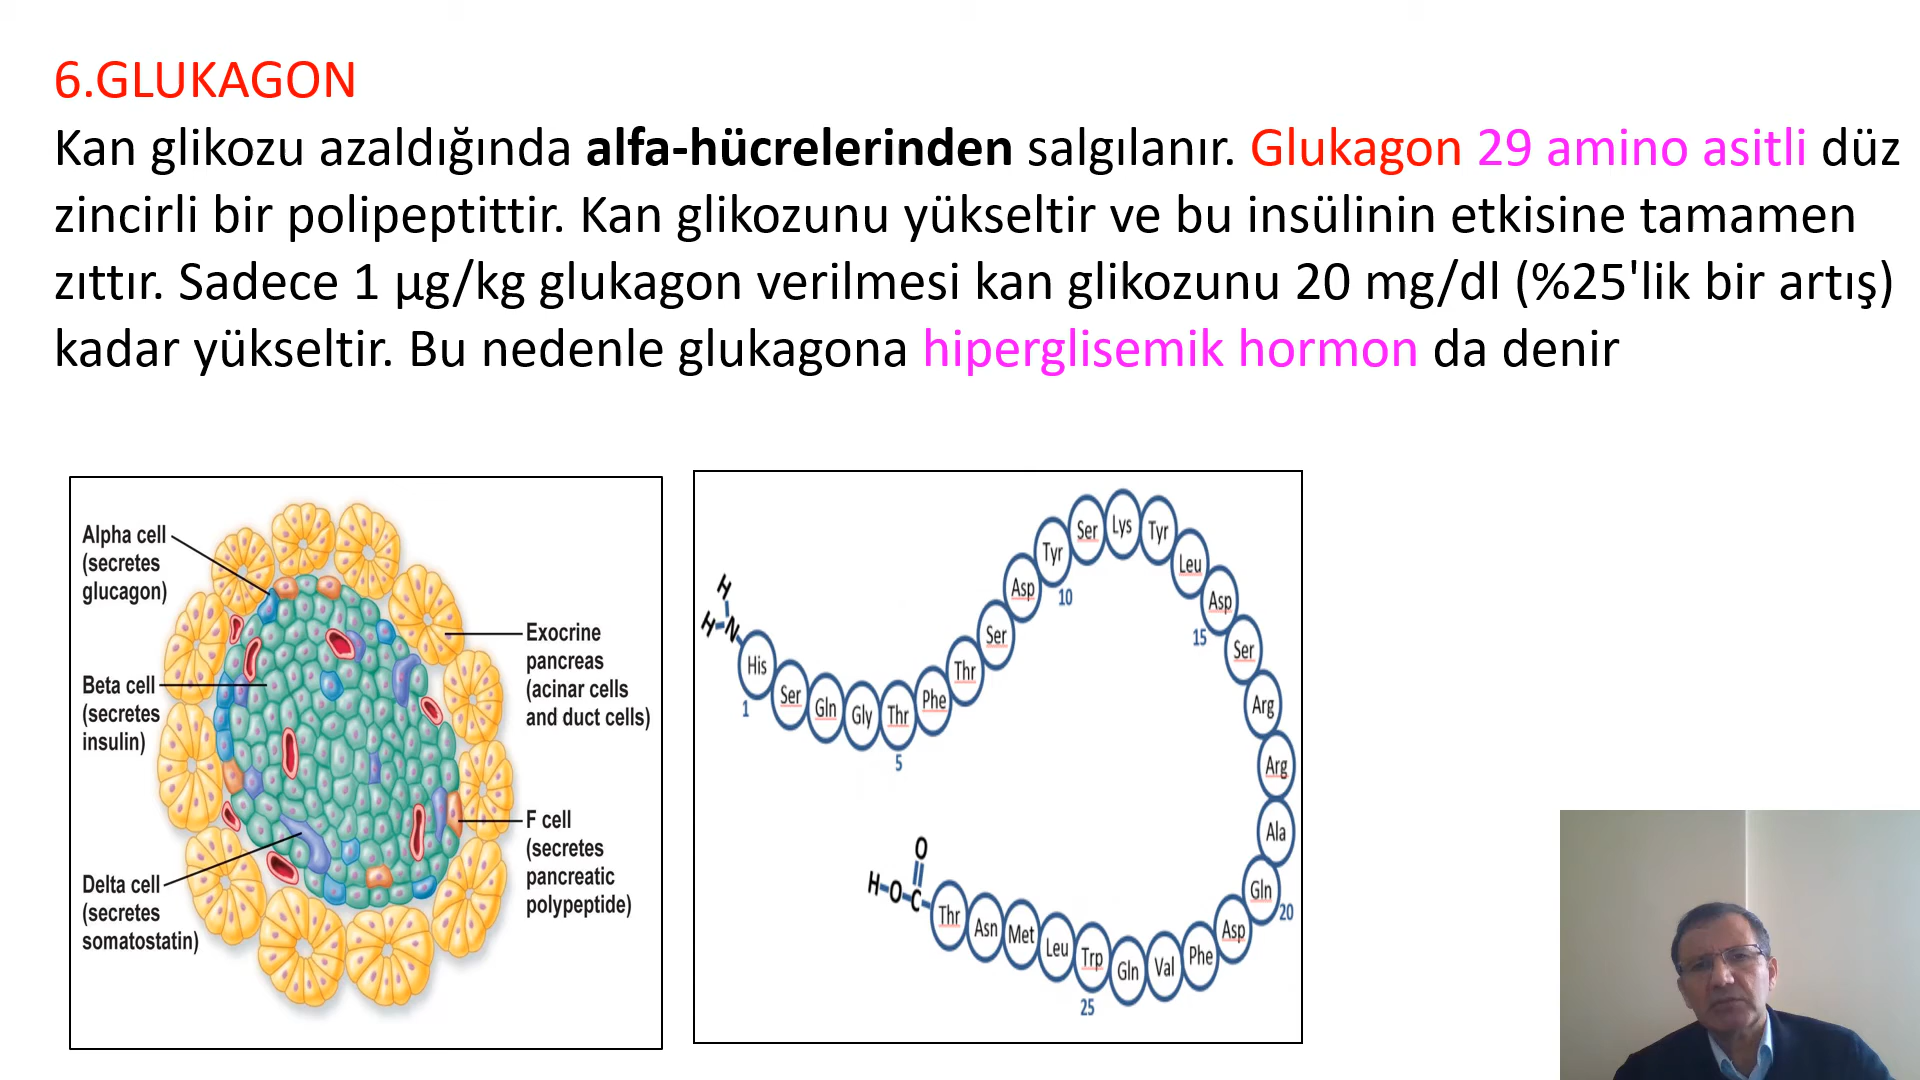 6.GLUKAGON
Kan glikozu azaldığında alfa-hücrelerinden salgılanır. Glukagon 29 amino asitli düz
zincirli bir polipeptittir. Kan glikozunu yükseltir ve bu insülinin etkisine tamamen
zıttır. Sadece 1 µg/kg glukagon verilmesi kan glikozunu 20 mg/dl (%25'lik bir artış)
kadar yükseltir. Bu nedenle glukagona hiperglisemik hormon da denir
Alpha cell
(secretes
glucagon)
Beta cell
(secretes
insulin)
Delta cell
(secretes
somatostatin)
Exocrine
pancreas
(acinar cells
and duct cells)
F cell
(secretes
pancreatic
polypeptide)
H
H-N
His
Ser
Gln
Gly
Thr
Phe
Thr
Ser
Asp
Tyr
Ser
Lys
Tyr
Leu
Asp
Ser
Arg
Arg
Ala
Gln
Asp
Phe
Val
Gln
Trp
Leu
Met
Asn
Thr
1
5
10
15
20
25
O
H-O-C